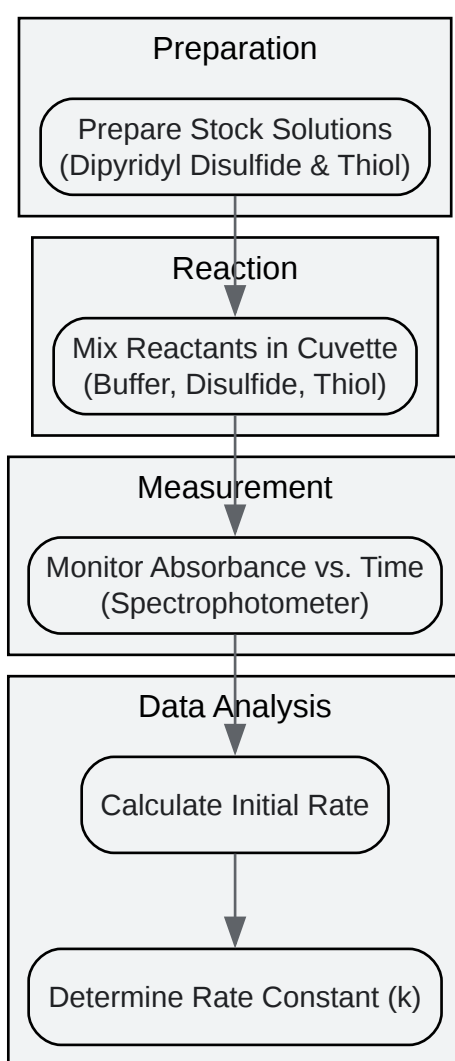 Preparation
Prepare Stock Solutions
(Dipyridyl Disulfide & Thiol)
Reaction
Mix Reactants in Cuvette
(Buffer, Disulfide, Thiol)
Measurement
Monitor Absorbance vs. Time
(Spectrophotometer)
Data Analysis
Calculate Initial Rate
Determine Rate Constant (k)